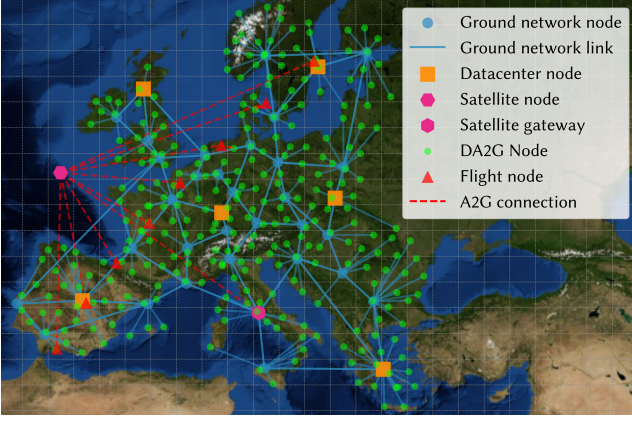 Ground network node
Ground network link
Datacenter node
Satellite node
Satellite gateway
DA2G Node
Flight node
A2G connection